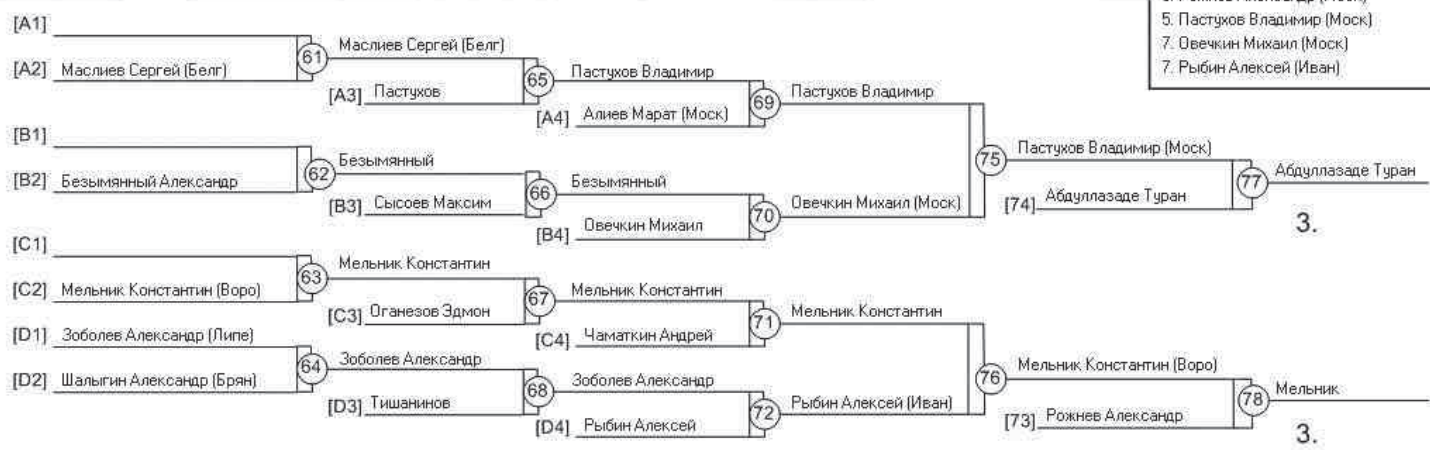 5. Пастухов Владимир (Моск)
7. Овечкин Михаил (Моск)
7. Рыбин Алексей (Иван)
[A1]
61 Маслиев Сергей (Белг)
[A2] Маслиев Сергей (Белг)
[A3] Пастухов
65 Пастухов Владимир
[A4] Алиев Марат (Моск)
69 Пастухов Владимир
[B1]
62 Безымянный
[B2] Безымянный Александр
[B3] Сысоев Максим
66 Безымянный
[B4] Овечкин Михаил
70 Овечкин Михаил (Моск)
75 Пастухов Владимир (Моск)
[74] Абдуллазаде Туран
77 Абдуллазаде Туран
3.
[C1]
63 Мельник Константин
[C2] Мельник Константин (Воро)
[C3] Оганезов Эдмон
67 Мельник Константин
[C4] Чаматкин Андрей
71 Мельник Константин
[D1] Зоболев Александр (Липе)
64 Зоболев Александр
[D2] Шалыгин Александр (Брян)
[D3] Тишанинов
68 Зоболев Александр
[D4] Рыбин Алексей
72 Рыбин Алексей (Иван)
76 Мельник Константин (Воро)
[73] Рожнев Александр
78 Мельник
3.